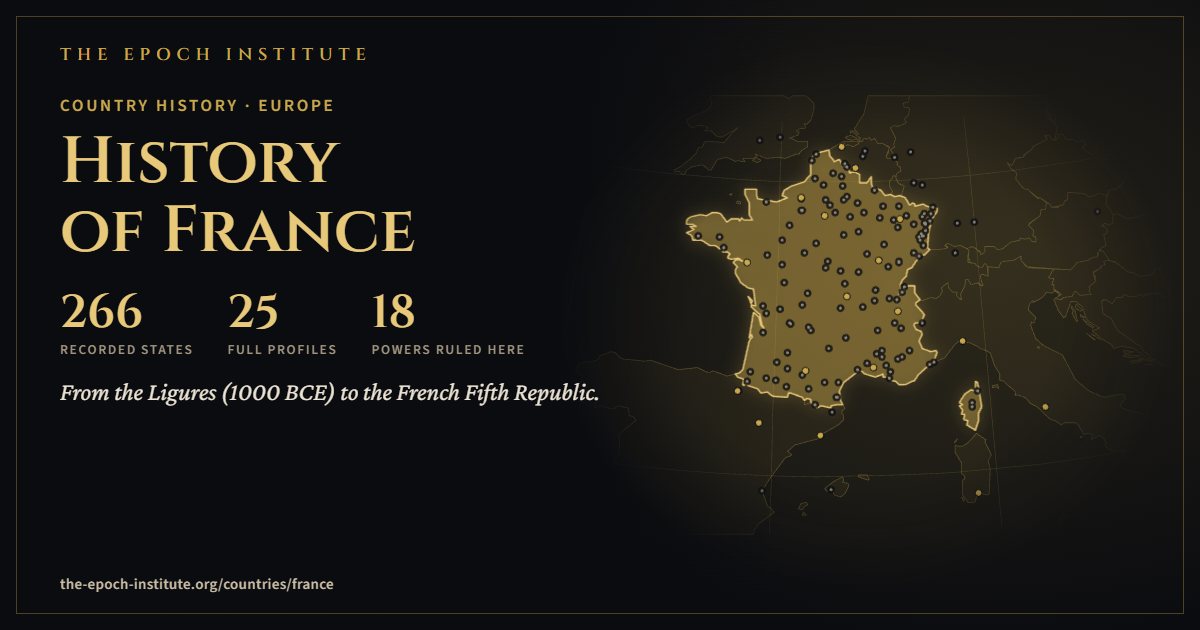 THE EPOCH INSTITUTE
COUNTRY HISTORY · EUROPE
HISTORY
OF FRANCE
266 25 18
RECORDED STATES FULL PROFILES POWERS RULED HERE
From the Ligures (1000 BCE) to the French Fifth Republic.
the-epoch-institute.org/countries/france